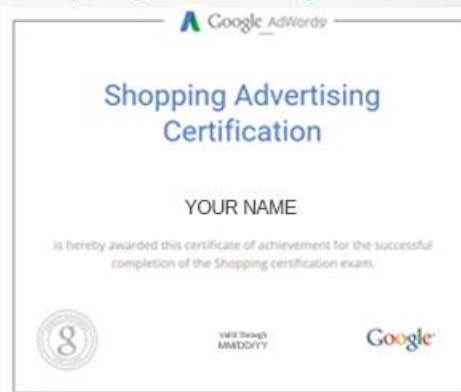 Google AdWords
Shopping Advertising
Certification
YOUR NAME
is hereby awarded this certificate of achievement for the successful
completion of the Shopping certification exam.
g
Valid Through
MM/DD/YY
Google